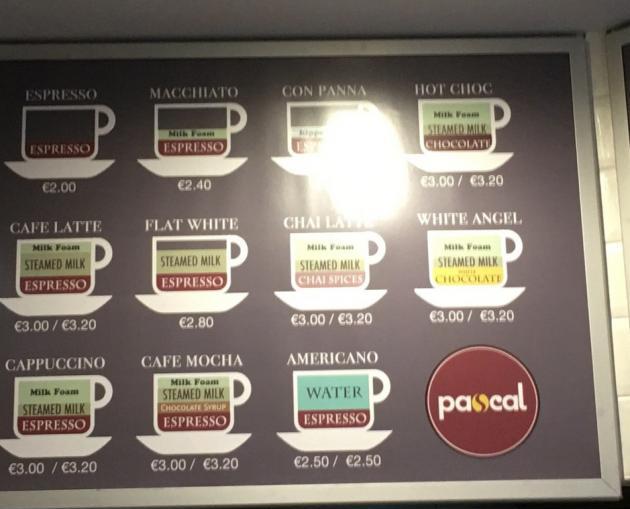 ESPRESSO
ESPRESSO
€2.00
MACCHIATO
Milk Foam
ESPRESSO
€2.40
CON PANNA
HOT CHOC
Milk Foam
STEAMED MILK
CHOCOLATE
€3.00 / €3.20
CAFE LATTE
Milk Foam
STEAMED MILK
ESPRESSO
€3.00 / €3.20
FLAT WHITE
STEAMED MILK
ESPRESSO
€2.80
CHAI LATTE
Milk Foam
STEAMED MILK
CHAI SPICES
€3.00 / €3.20
WHITE ANGEL
Milk Foam
STEAMED MILK
WHITE
CHOCOLATE
€3.00 / €3.20
CAPPUCCINO
Milk Foam
STEAMED MILK
ESPRESSO
€3.00 / €3.20
CAFE MOCHA
Milk Foam
STEAMED MILK
CHOCOLATE SYRUP
ESPRESSO
€3.00 / €3.20
AMERICANO
WATER
ESPRESSO
€2.50 / €2.50
pascal